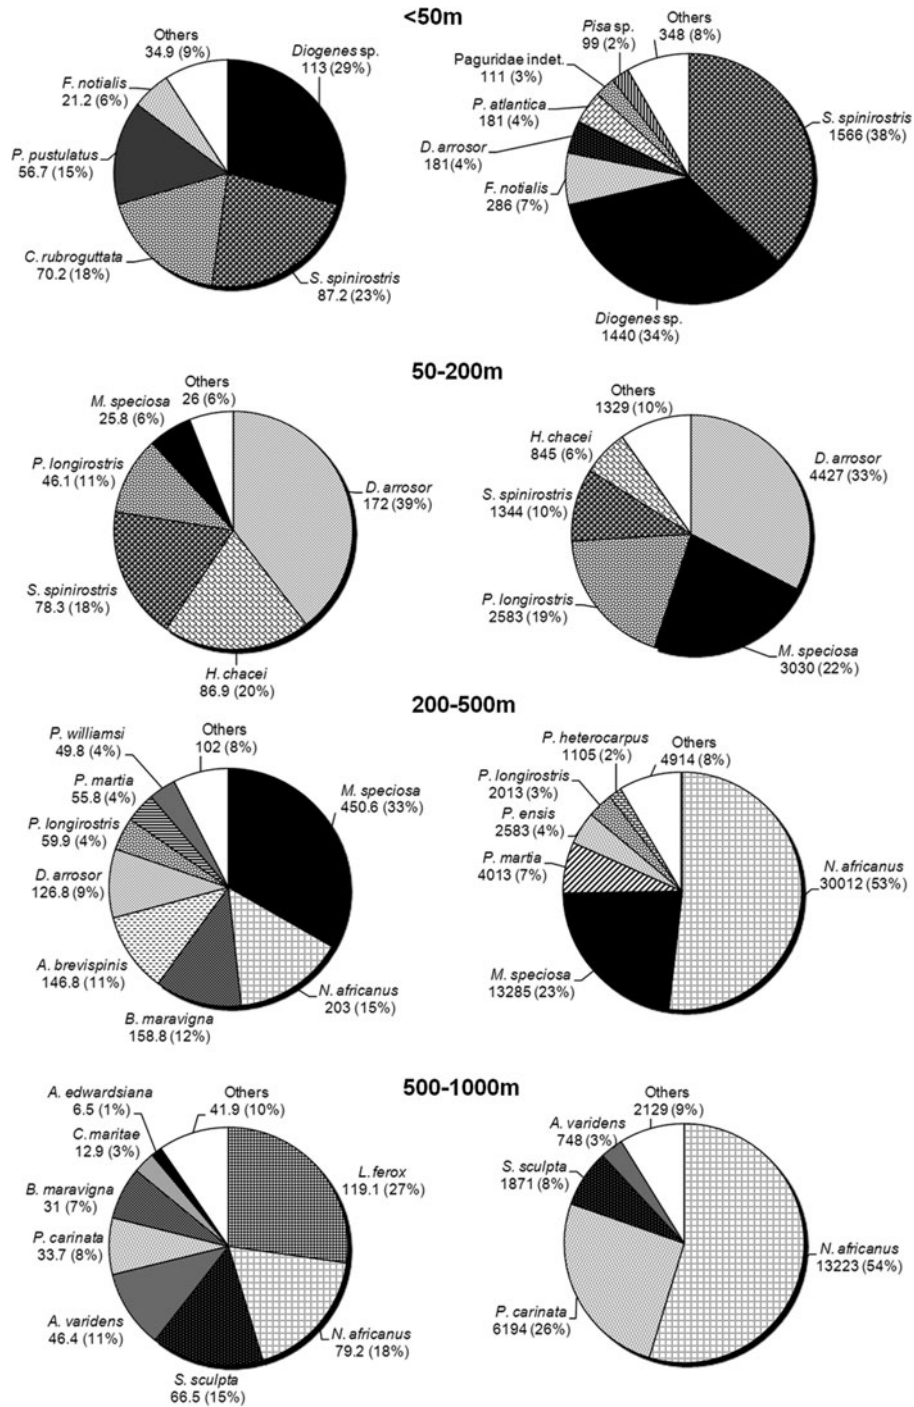 <50m
Others
34.9 (9%)
Diogenes sp.
113 (29%)
F. notialis
21.2 (6%)
P. pustulatus
56.7 (15%)
C. rubroguttata
70.2 (18%)
S. spinirostris
87.2 (23%)
Pisa sp.
99 (2%)
Others
348 (8%)
Paguridae indet.
111 (3%)
P. atlantica
181 (4%)
D. arrosor
181(4%)
F. notialis
286 (7%)
S. spinirostris
1566 (38%)
Diogenes sp.
1440 (34%)
50-200m
Others
26 (6%)
M. speciosa
25.8 (6%)
P. longirostris
46.1 (11%)
D. arrosor
172 (39%)
S. spinirostris
78.3 (18%)
H. chacei
86.9 (20%)
Others
1329 (10%)
H. chacei
845 (6%)
S. spinirostris
1344 (10%)
D. arrosor
4427 (33%)
P. longirostris
2583 (19%)
M. speciosa
3030 (22%)
200-500m
P. williamsi
49.8 (4%)
Others
102 (8%)
P. martia
55.8 (4%)
M. speciosa
450.6 (33%)
P. longirostris
59.9 (4%)
D. arrosor
126.8 (9%)
A. brevispinis
146.8 (11%)
N. africanus
203 (15%)
B. maravigna
158.8 (12%)
P. heterocarpus
1105 (2%)
Others
4914 (8%)
P. longirostris
2013 (3%)
P. ensis
2583 (4%)
P. martia
4013 (7%)
N. africanus
30012 (53%)
M. speciosa
13285 (23%)
500-1000m
A. edwardsiana
6.5 (1%)
Others
41.9 (10%)
C. maritae
12.9 (3%)
L. ferox
119.1 (27%)
B. maravigna
31 (7%)
P. carinata
33.7 (8%)
A. varidens
46.4 (11%)
N. africanus
79.2 (18%)
S. sculpta
66.5 (15%)
Others
2129 (9%)
A. varidens
748 (3%)
S. sculpta
1871 (8%)
N. africanus
13223 (54%)
P. carinata
6194 (26%)